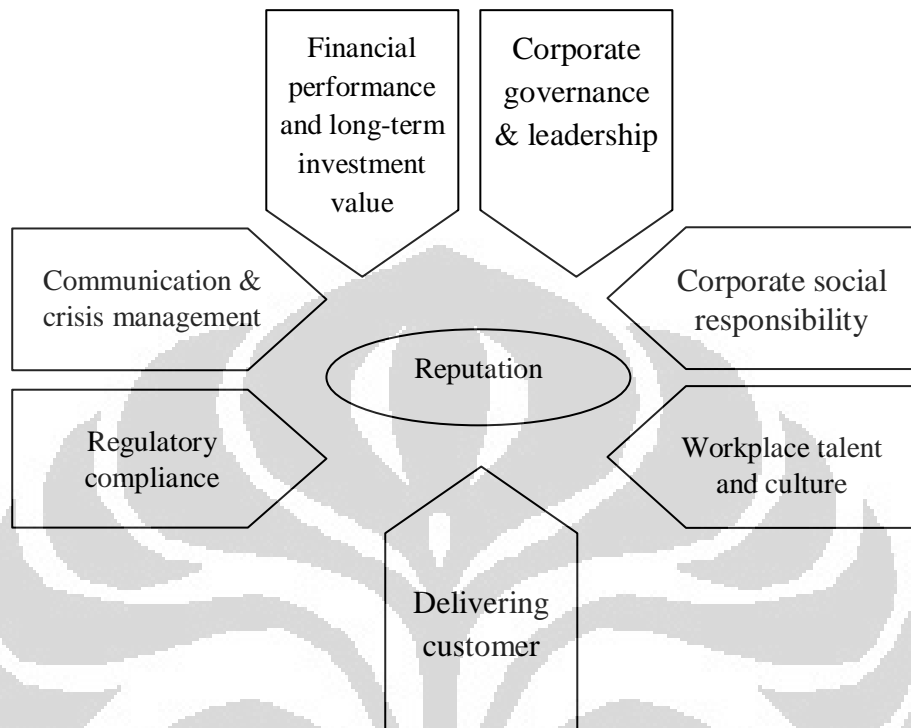 Financial
performance
and long-term
investment
value
Corporate
governance
& leadership
Communication &
crisis management
Corporate social
responsibility
Reputation
Regulatory
compliance
Workplace talent
and culture
Delivering
customer